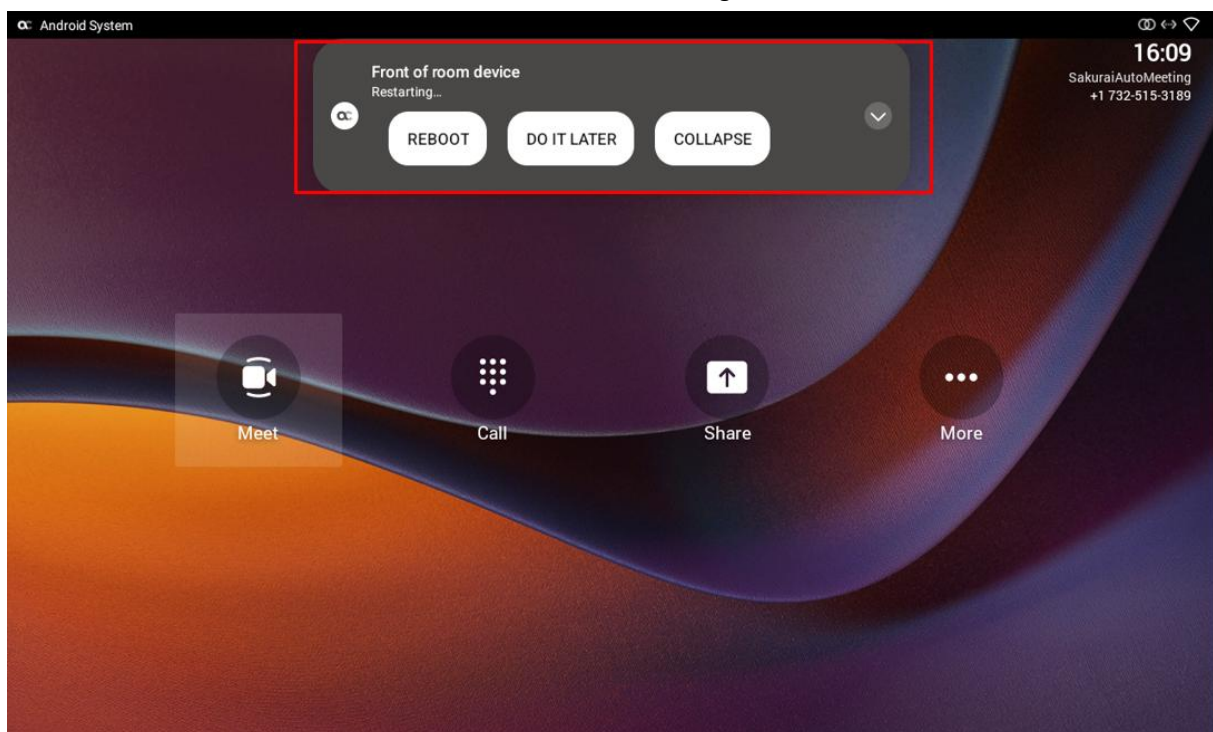 Android System
16:09
SakuraiAutoMeeting
+1 732-515-3189
Front of room device
Restarting...
REBOOT DO IT LATER COLLAPSE
Meet Call Share More